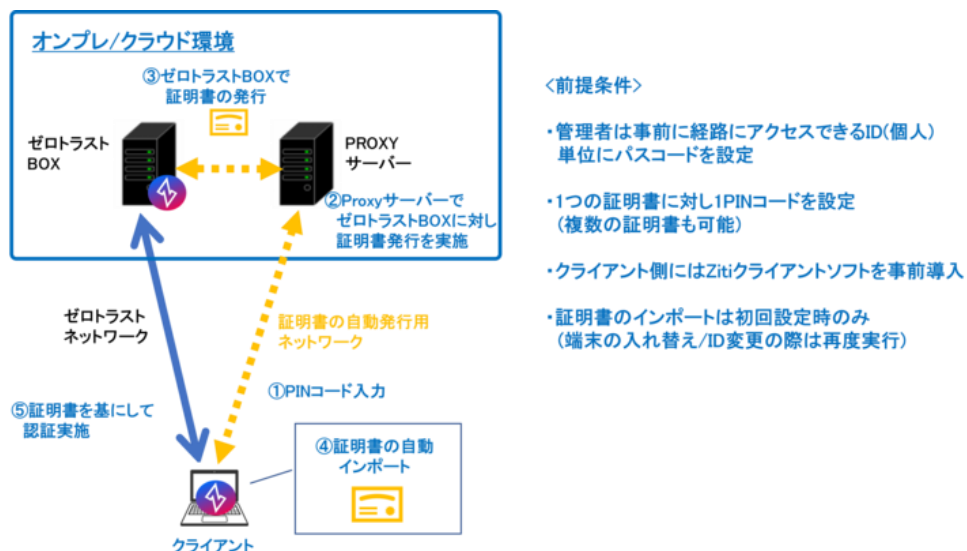 オンプレ/クラウド環境
③ゼロトラストBOXで
証明書の発行
ゼロトラスト
BOX
PROXY
サーバー
②Proxyサーバーで
ゼロトラストBOXに対し
証明書発行を実施
ゼロトラスト
ネットワーク
証明書の自動発行用
ネットワーク
①PINコード入力
⑤証明書を基にして
認証実施
④証明書の自動
インポート
クライアント
<前提条件>
・管理者は事前に経路にアクセスできるID(個人)
単位にパスコードを設定
・1つの証明書に対し1PINコードを設定
(複数の証明書も可能)
・クライアント側にはZitiクライアントソフトを事前導入
・証明書のインポートは初回設定時のみ
(端末の入れ替え/ID変更の際は再度実行)